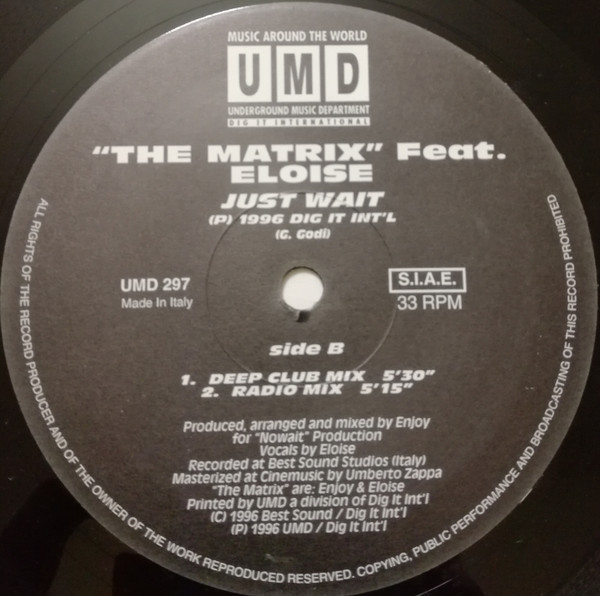 MUSIC AROUND THE WORLD
UMD
UNDERGROUND MUSIC DEPARTMENT
DIG IT INTERNATIONAL
"THE MATRIX" Feat.
ELOISE
JUST WAIT
(P) 1996 DIG IT INT'L
(G. Godi)
UMD 297
Made In Italy
S.I.A.E.
33 RPM
side B
1. DEEP CLUB MIX 5'30"
2. RADIO MIX 5'15"
Produced, arranged and mixed by Enjoy
for "Nowait" Production
Vocals by Eloise
Recorded at Best Sound Studios (Italy)
Masterized at Cinemusic by Umberto Zappa
"The Matrix" are: Enjoy & Eloise
Printed by UMD a division of Dig It Int'l
(C) 1996 Best Sound / Dig It Int'l
(P) 1996 UMD / Dig It Int'l
ALL RIGHTS OF THE RECORD PRODUCER AND OF THE OWNER OF THE WORK REPRODUCED RESERVED. COPYING, PUBLIC PERFORMANCE AND BROADCASTING OF THIS RECORD PROHIBITED